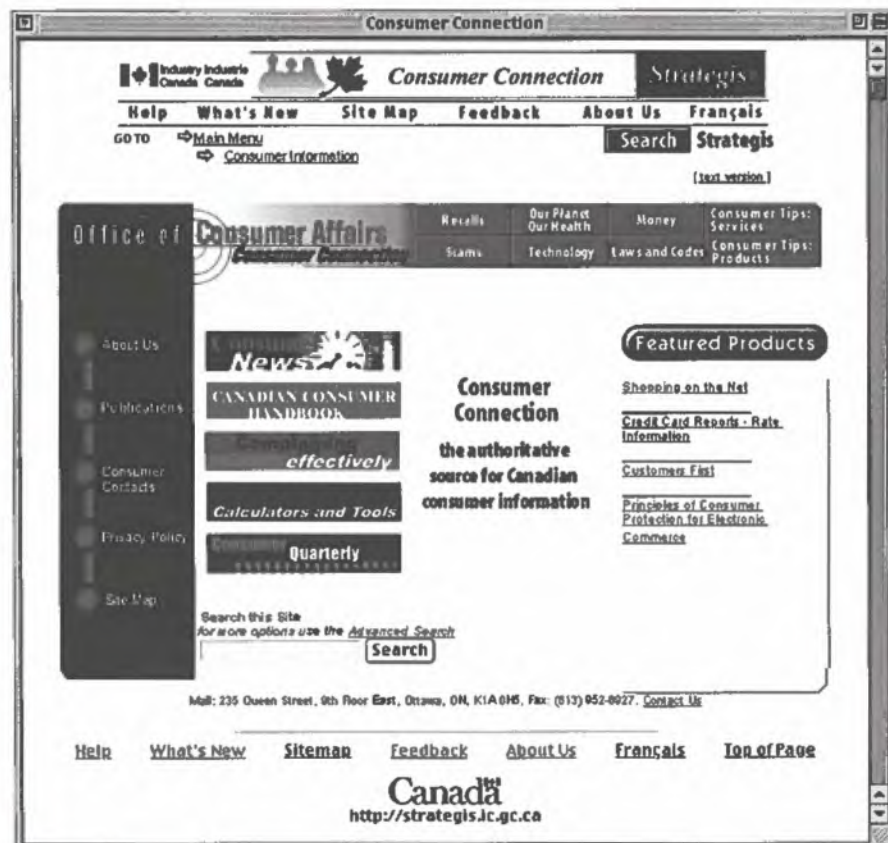 Consumer Connection
Industry Industrie
Canada Canada
Consumer Connection
Strategis
Help What's New Site Map Feedback About Us Français
GO TO ⇨Main Menu
⇨ Consumer Information
Search Strategis
[ text version ]
Office of Consumer Affairs
Consumer Connection
Recalls
Our Planet
Our Health
Money
Consumer Tips:
Services
Scams
Technology
Laws and Codes
Consumer Tips:
Products
About Us
Publications
Consumer
Contacts
Privacy Policy
Site Map
Consumer
News
CANADIAN CONSUMER
HANDBOOK
Complaining
effectively
Calculators and Tools
Consumer
Quarterly
Consumer
Connection
the authoritative
source for Canadian
consumer information
Featured Products
Shopping on the Net
Credit Card Reports - Rate
Information
Customers First
Principles of Consumer
Protection for Electronic
Commerce
Search this Site
for more options use the Advanced Search
Search
Mail: 235 Queen Street, 9th Floor East, Ottawa, ON, K1A 0H5, Fax: (613) 952-6927. Contact Us
Help What's New Sitemap Feedback About Us Français Top of Page
Canada
http://strategis.ic.gc.ca